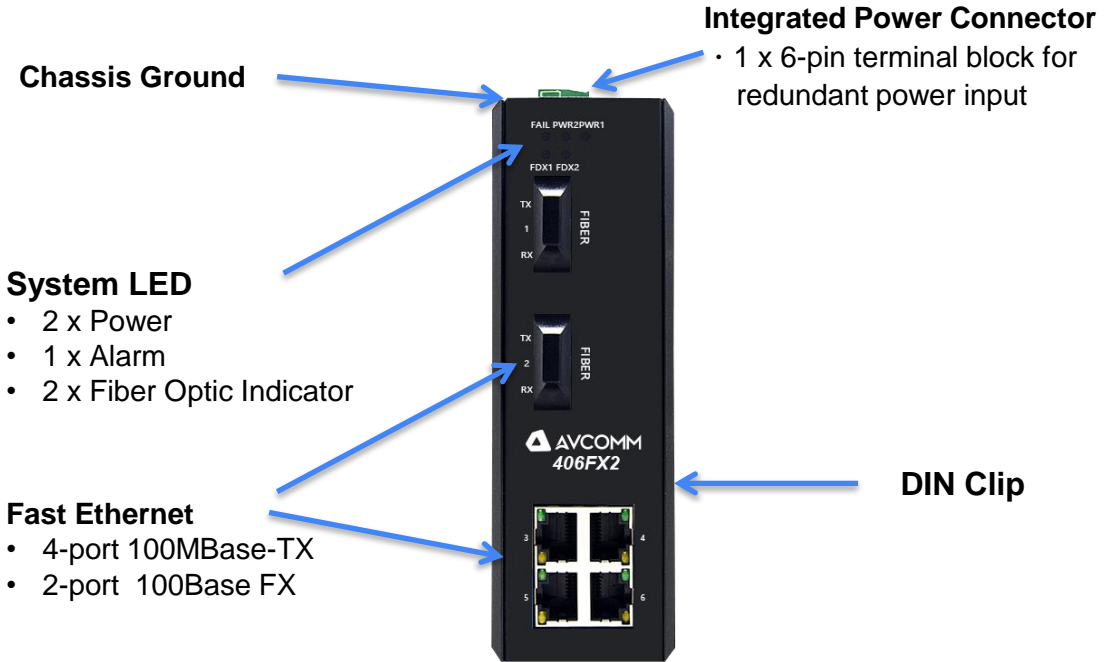 Integrated Power Connector
· 1 x 6-pin terminal block for
redundant power input
Chassis Ground
FAIL PWR2PWR1
FDX1 FDX2
TX
1
RX
FIBER
System LED
• 2 x Power
• 1 x Alarm
• 2 x Fiber Optic Indicator
TX
2
RX
FIBER
AVCOMM
406FX2
DIN Clip
Fast Ethernet
• 4-port 100MBase-TX
• 2-port 100Base FX
3
4
5
6